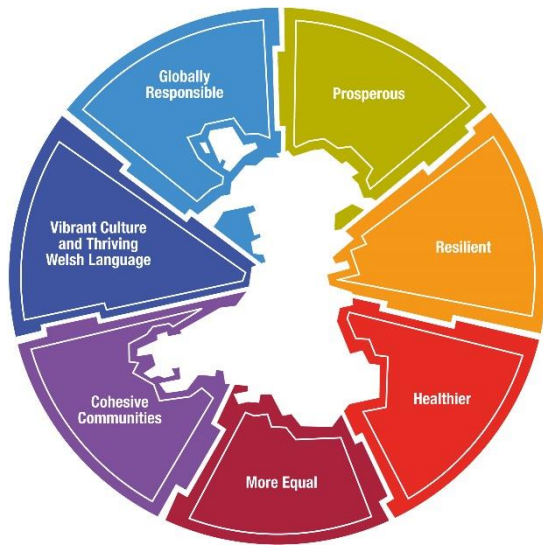 Globally
Responsible
Prosperous
Vibrant Culture
and Thriving
Welsh Language
Resilient
Cohesive
Communities
Healthier
More Equal